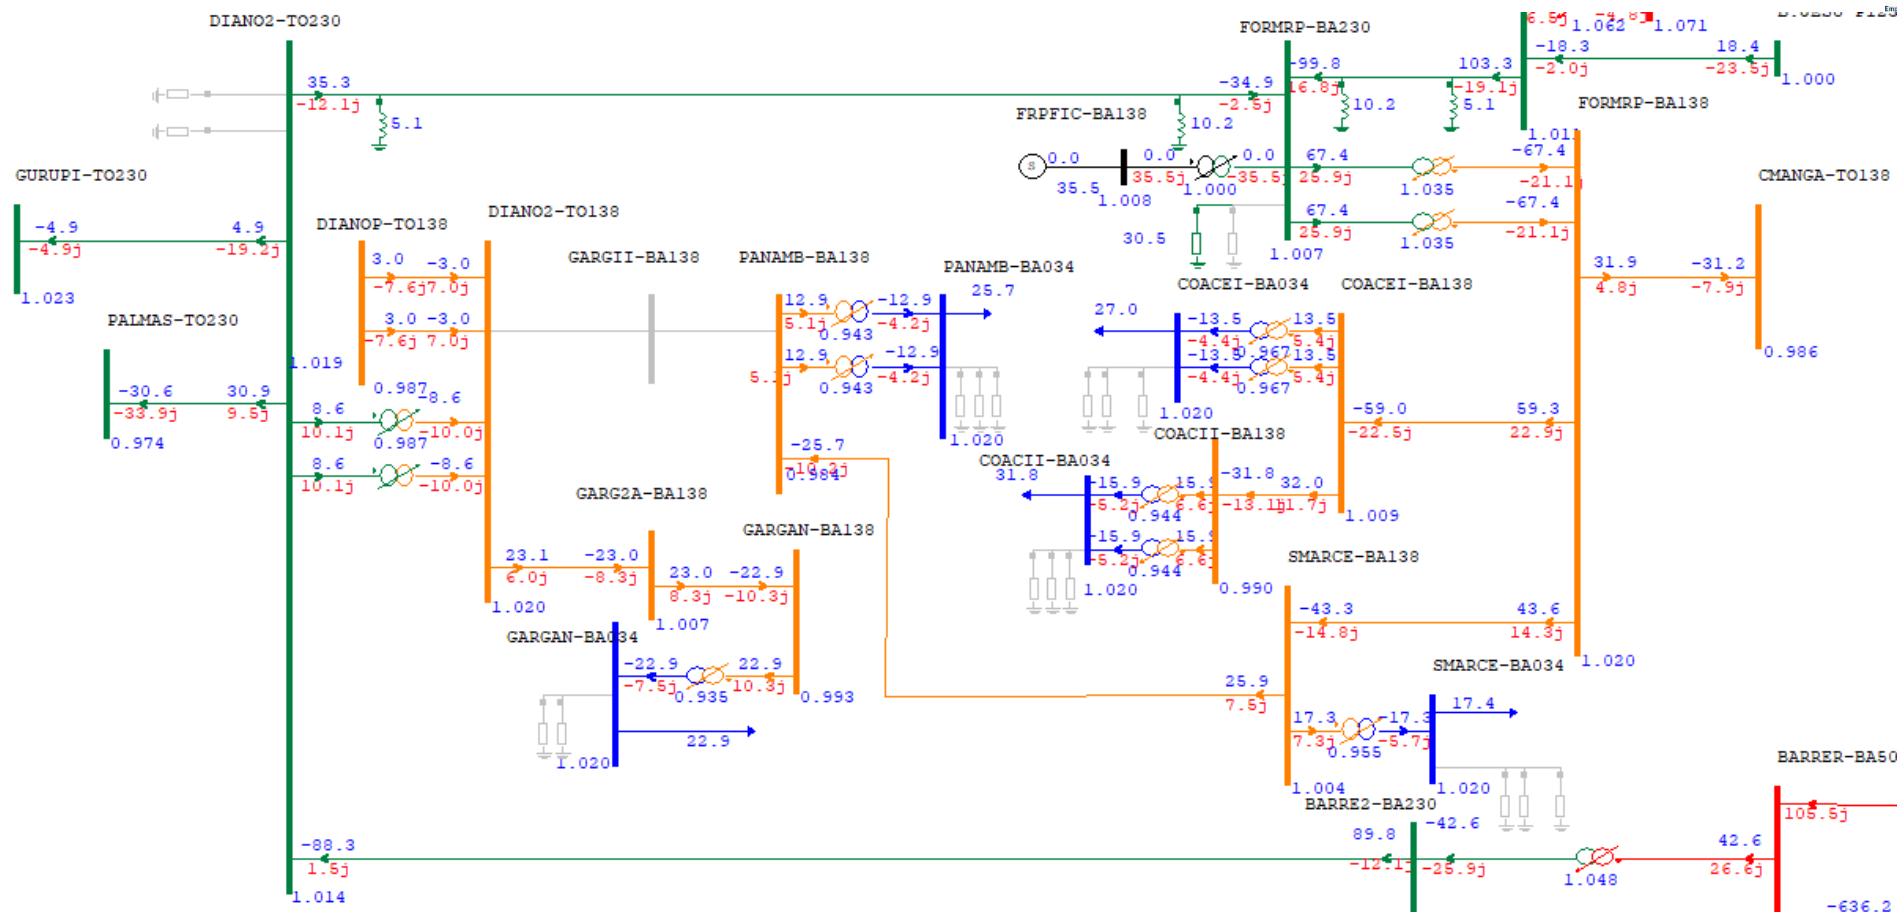 DIANO2-TO230
35.3
-12.1j
5.1
-34.9
-2.5j
10.2
FORMRP-BA230
-99.8
16.8j
10.2
103.3
-19.1j
5.1
6.5j
-4.8j
1.062
1.071
-18.3
-2.0j
18.4
-23.5j
1.000
FORMRP-BA138
1.011
FRPFIC-BA138
S
0.0
35.5
0.0
35.5j
1.008
1.000
0.0
-35.5j
67.4
25.9j
1.035
-67.4
-21.1j
67.4
25.9j
1.035
-67.4
-21.1j
30.5
1.007
CMANGA-TO138
31.9
4.8j
-31.2
-7.9j
0.986
GURUPI-TO230
-4.9
-4.9j
4.9
-19.2j
1.023
DIANOP-TO138
3.0
-7.6j
-3.0
7.0j
3.0
-7.6j
-3.0
7.0j
1.019
DIANO2-TO138
GARGII-BA138
PANAMB-BA138
12.9
5.1j
0.943
-12.9
-4.2j
12.9
0.943
-12.9
-4.2j
PANAMB-BA034
25.7
1.020
-25.7
-10.2j
0.984
COACEI-BA034
27.0
-13.5
-4.4j
0.967
13.5
5.4j
-13.5
-4.4j
0.967
13.5
5.4j
1.020
COACEI-BA138
-59.0
-22.5j
59.3
22.9j
1.009
PALMAS-TO230
-30.6
-33.9j
30.9
9.5j
0.974
8.6
10.1j
0.987
-8.6
-10.0j
8.6
10.1j
0.987
-8.6
-10.0j
COACII-BA138
COACII-BA034
31.8
-15.9
-5.2j
0.944
15.9
6.6j
-15.9
-5.2j
0.944
15.9
6.6j
-31.8
-13.1j
32.0
11.7j
1.020
0.990
GARG2A-BA138
23.1
6.0j
-23.0
-8.3j
1.020
23.0
8.3j
-22.9
-10.3j
1.007
GARGAN-BA138
GARGAN-BA034
-22.9
-7.5j
0.935
22.9
10.3j
0.993
22.9
1.020
SMARCE-BA138
-43.3
-14.8j
43.6
14.3j
1.020
25.9
7.5j
17.3
7.3j
0.955
-17.3
-5.7j
1.004
SMARCE-BA034
17.4
1.020
BARRE2-BA230
-88.3
1.5j
1.014
89.8
-12.1j
-42.6
-25.9j
1.048
42.6
26.6j
BARRER-BA50
105.5j
-636.2